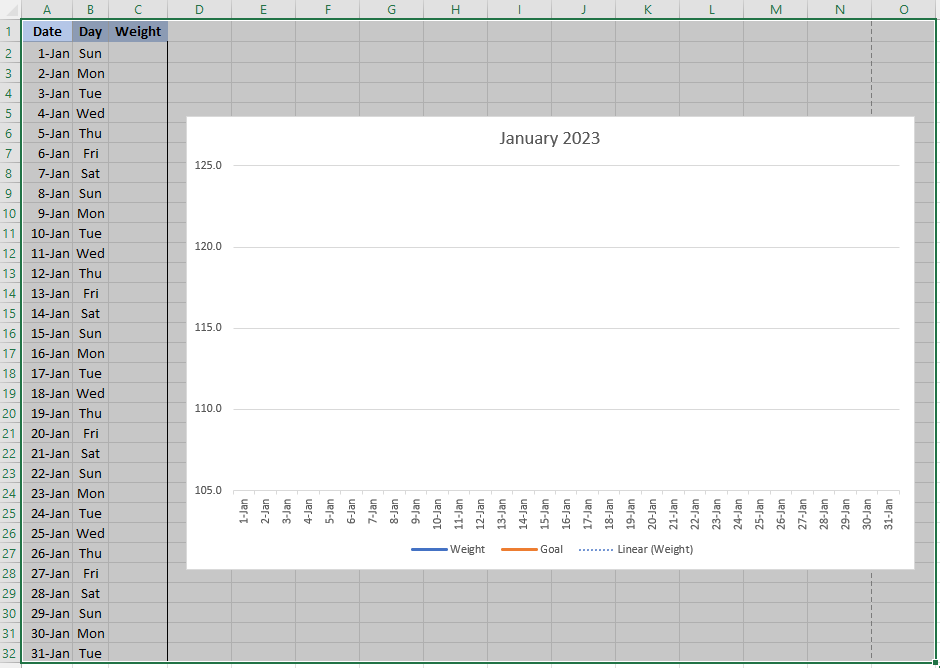 A B C D E F G H I J K L M N O
1 Date Day Weight
2 1-Jan Sun
3 2-Jan Mon
4 3-Jan Tue
5 4-Jan Wed
6 5-Jan Thu
7 6-Jan Fri
8 7-Jan Sat
9 8-Jan Sun
10 9-Jan Mon
11 10-Jan Tue
12 11-Jan Wed
13 12-Jan Thu
14 13-Jan Fri
15 14-Jan Sat
16 15-Jan Sun
17 16-Jan Mon
18 17-Jan Tue
19 18-Jan Wed
20 19-Jan Thu
21 20-Jan Fri
22 21-Jan Sat
23 22-Jan Sun
24 23-Jan Mon
25 24-Jan Tue
26 25-Jan Wed
27 26-Jan Thu
28 27-Jan Fri
29 28-Jan Sat
30 29-Jan Sun
31 30-Jan Mon
32 31-Jan Tue
January 2023
125.0
120.0
115.0
110.0
105.0
1-Jan 2-Jan 3-Jan 4-Jan 5-Jan 6-Jan 7-Jan 8-Jan 9-Jan 10-Jan 11-Jan 12-Jan 13-Jan 14-Jan 15-Jan 16-Jan 17-Jan 18-Jan 19-Jan 20-Jan 21-Jan 22-Jan 23-Jan 24-Jan 25-Jan 26-Jan 27-Jan 28-Jan 29-Jan 30-Jan 31-Jan
Weight Goal Linear (Weight)